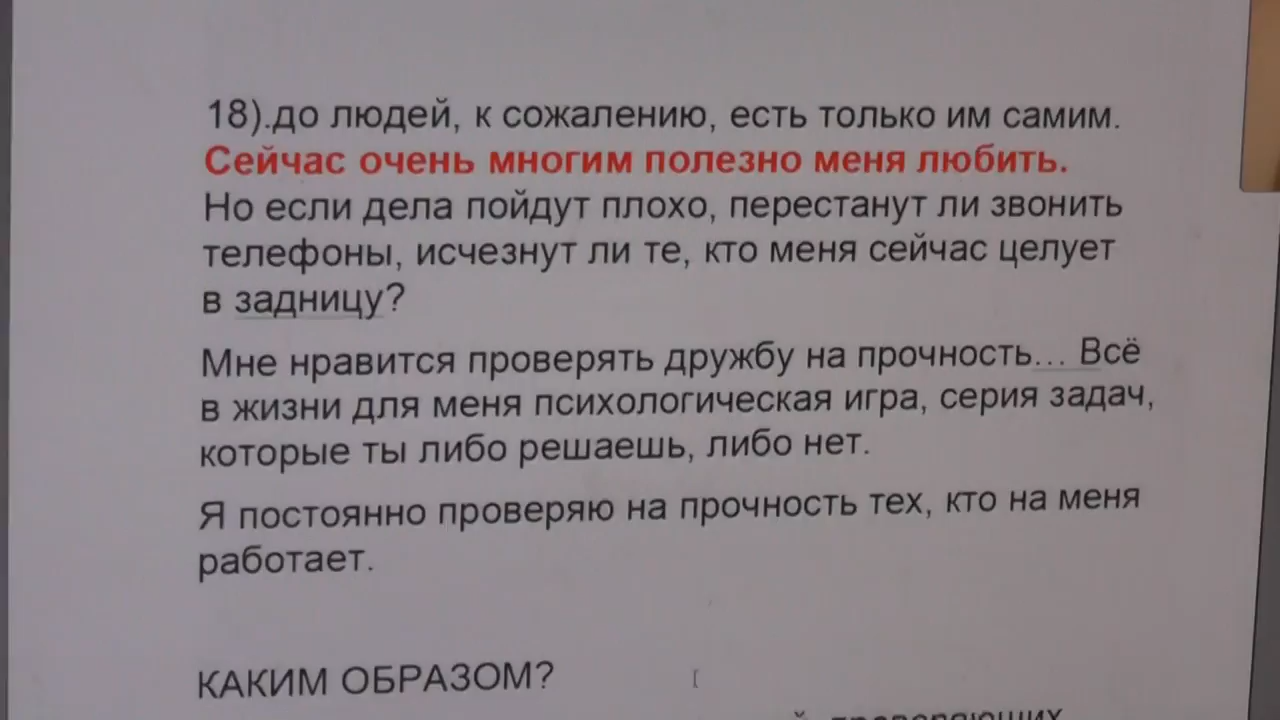 18).до людей, к сожалению, есть только им самим.
Сейчас очень многим полезно меня любить.
Но если дела пойдут плохо, перестанут ли звонить
телефоны, исчезнут ли те, кто меня сейчас целует
в задницу?
Мне нравится проверять дружбу на прочность... Всё
в жизни для меня психологическая игра, серия задач,
которые ты либо решаешь, либо нет.
Я постоянно проверяю на прочность тех, кто на меня
работает.
КАКИМ ОБРАЗОМ?